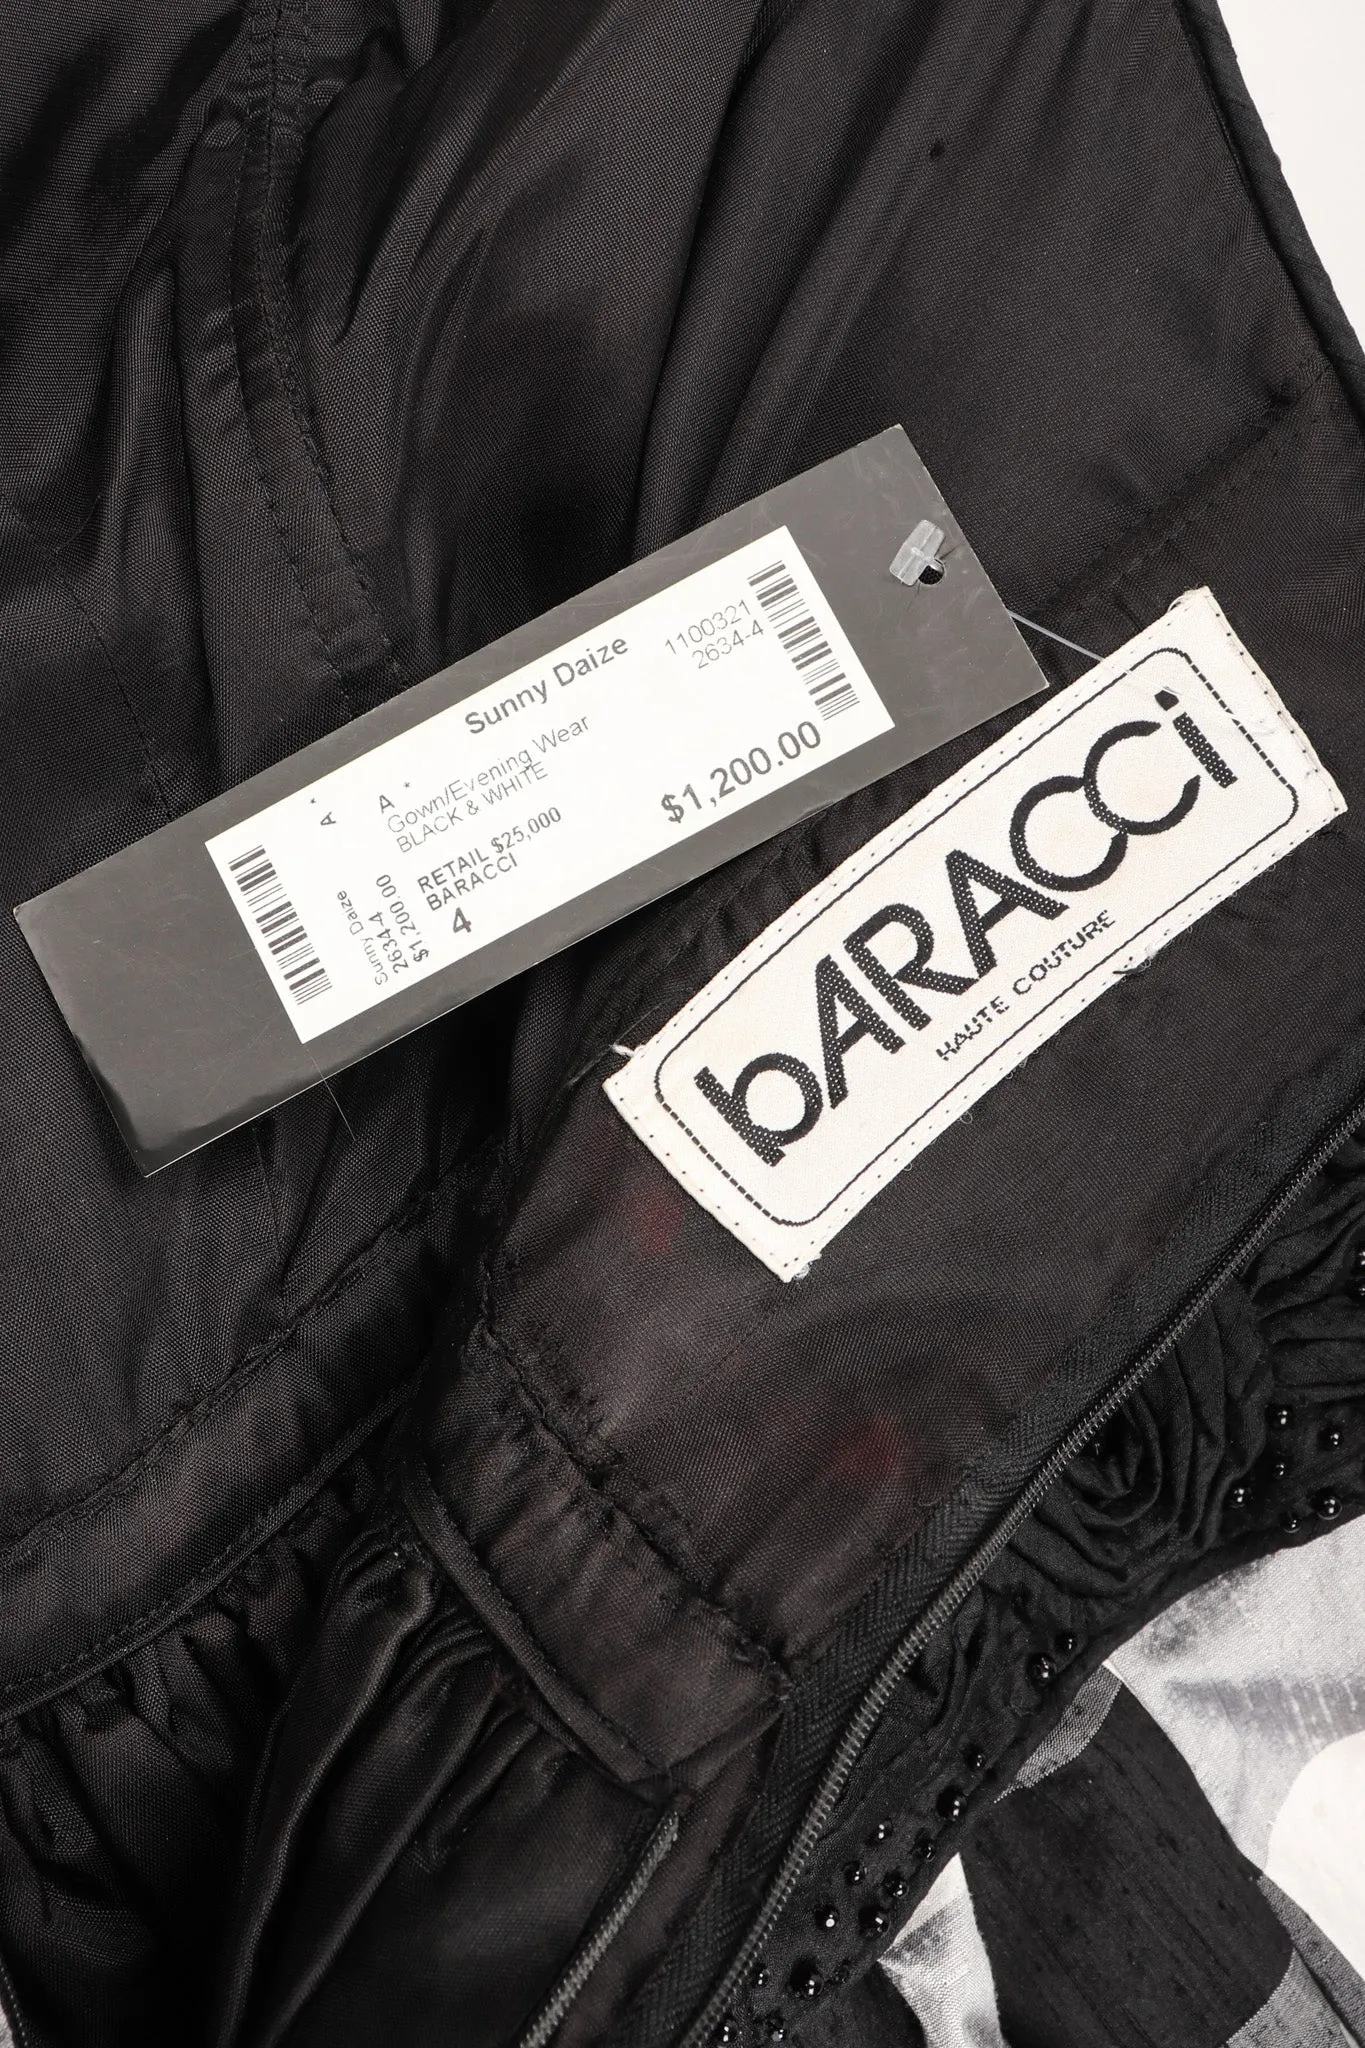 Sunny Daize
1100321
2634-4
A* A*
Gown/Evening Wear
BLACK & WHITE
RETAIL $25,000
BARACCI
4
$1,200.00
Sunny Daize
2634-4
$1,200.00
bARACCi
HAUTE COUTURE